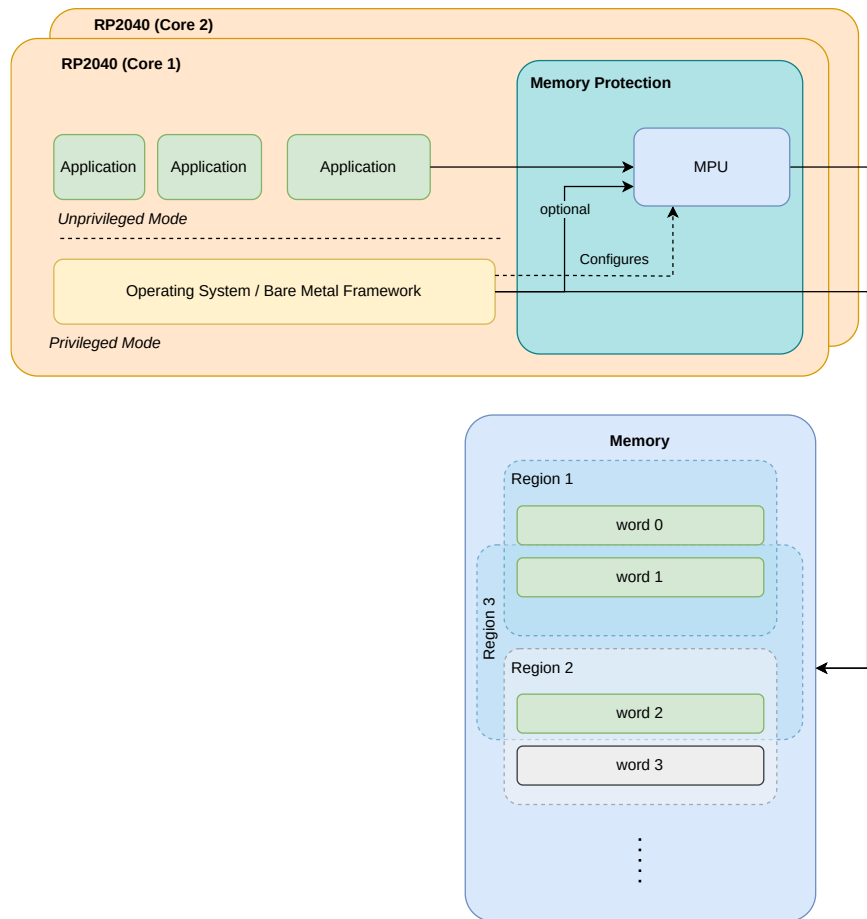 RP2040 (Core 2)
RP2040 (Core 1)
Memory Protection
Application
Application
Application
MPU
optional
Unprivileged Mode
Configures
Operating System / Bare Metal Framework
Privileged Mode
Memory
Region 1
word 0
word 1
Region 3
Region 2
word 2
word 3